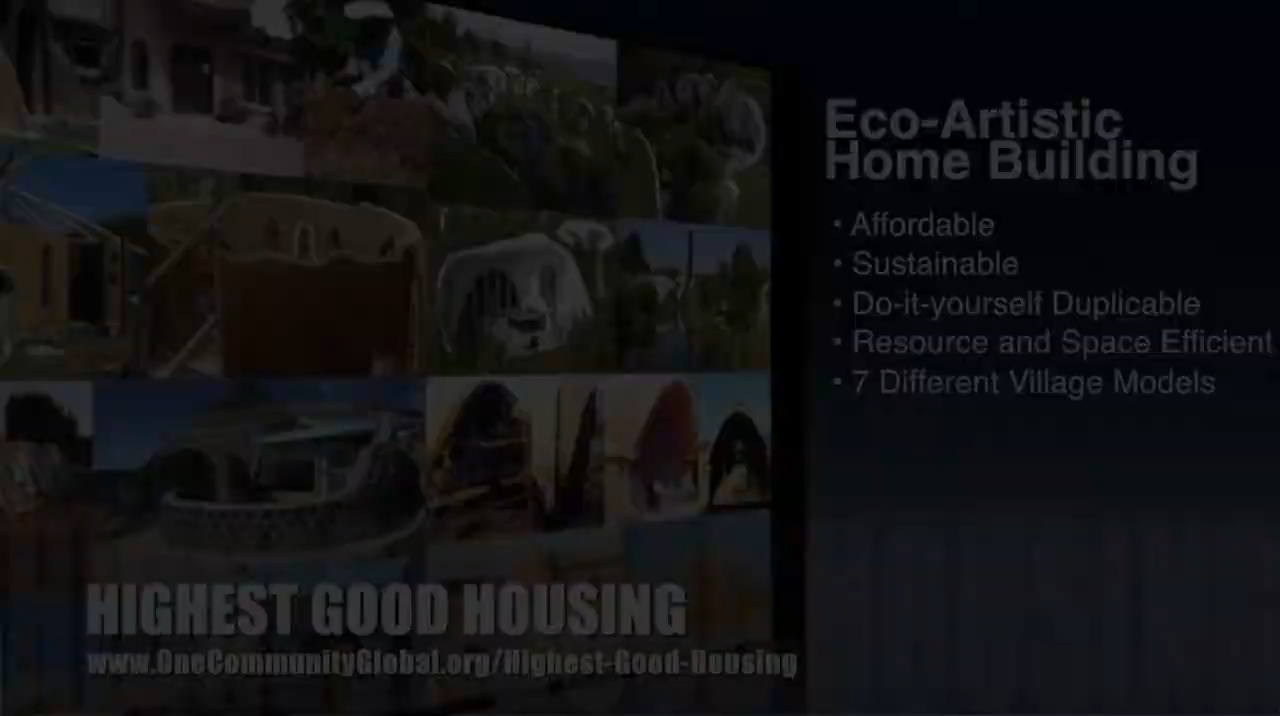 Eco-Artistic
Home Building
• Affordable
• Sustainable
• Do-it-yourself Duplicable
• Resource and Space Efficient
• 7 Different Village Models
HIGHEST GOOD HOUSING
www.OneCommunityGlobal.org/Highest-Good-Housing